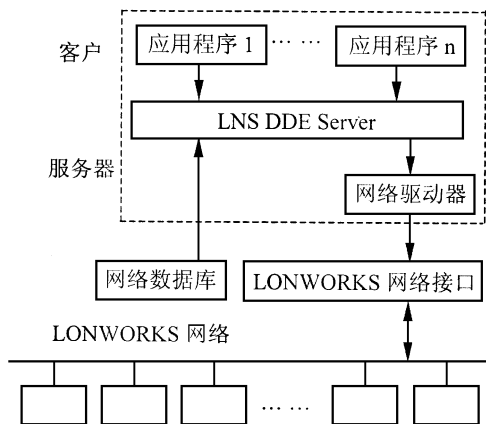 客户
应用程序 1
... ...
应用程序 n
LNS DDE Server
服务器
网络驱动器
网络数据库
LONWORKS 网络接口
LONWORKS 网络
... ...